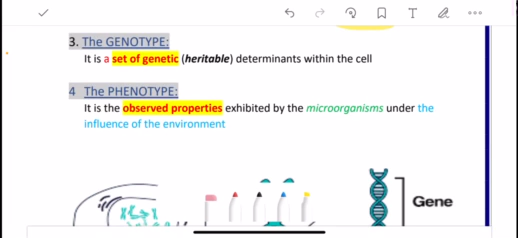 3. The GENOTYPE:
It is a set of genetic (heritable) determinants within the cell
4 The PHENOTYPE:
It is the observed properties exhibited by the microorganisms under the
influence of the environment
Gene